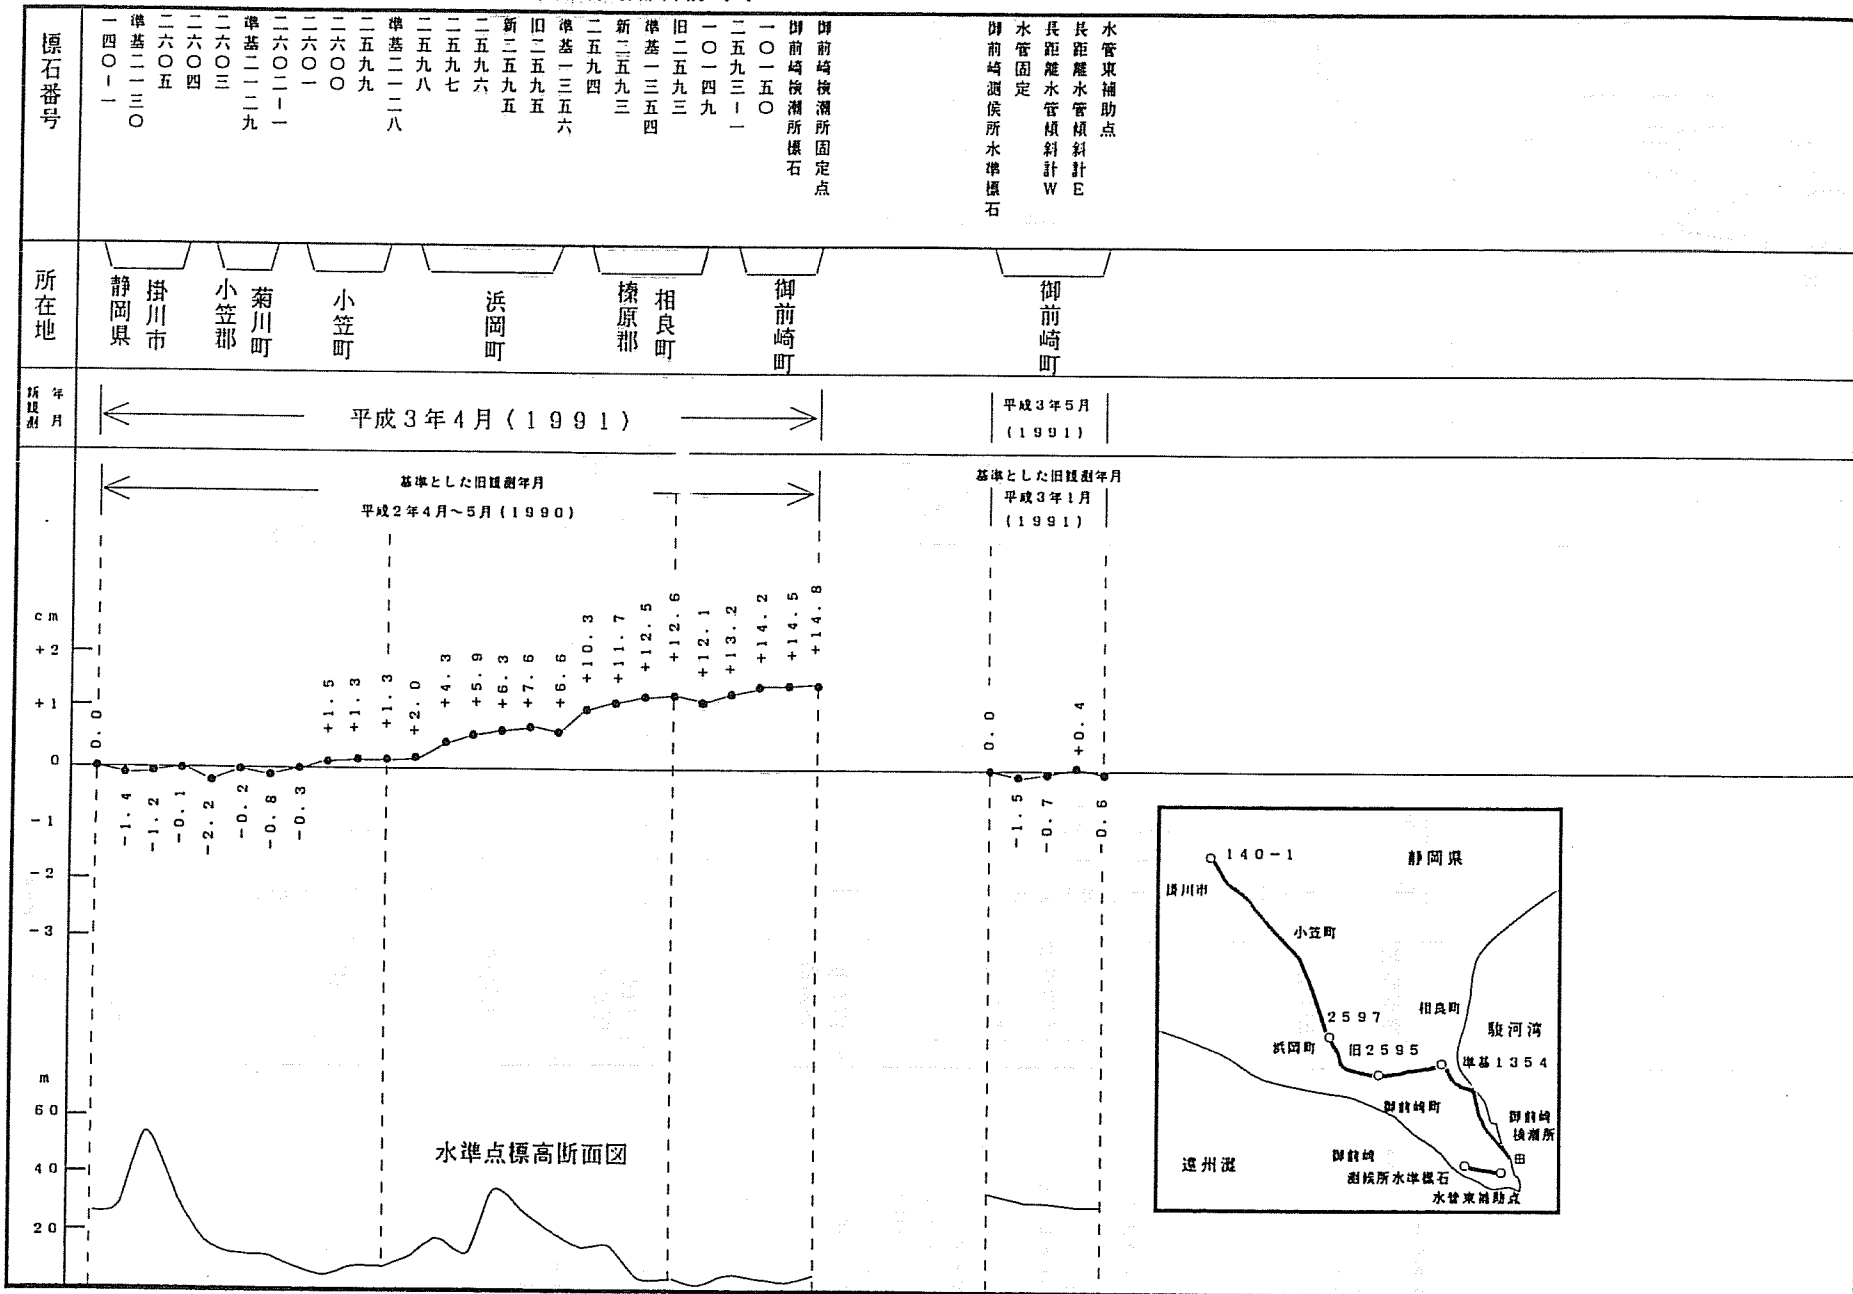 標石番号
一四〇－一
準基二一三〇
二六〇五
二六〇四
二六〇三
準基二一二九
二六〇二－一
二六〇一
二六〇〇
二五九九
準基二一二八
二五九八
二五九七
二五九六
新二五九五
旧二五九五
準基一三五六
二五九四
新二五九三
準基一三五四
旧二五九三
一〇一四九
二五九三－一
一〇一五〇
御前崎検潮所標石
御前崎検潮所固定点
御前崎測候所水準標石
水管固定
長距離水管傾斜計W
長距離水管傾斜計E
水管東補助点
所在地
静岡県
掛川市
小笠郡
菊川町
小笠町
浜岡町
榛原郡
相良町
御前崎町
御前崎町
新観測
年月
平成3年4月(1991)
平成3年5月
(1991)
基準とした旧観測年月
平成2年4月～5月(1990)
基準とした旧観測年月
平成3年1月
(1991)
cm
+2
+1
0
-1
-2
-3
0.0
-1.4
-1.2
-0.1
-2.2
-0.2
-0.8
-0.3
+1.5
+1.3
+1.3
+2.0
+4.3
+5.9
+6.3
+7.6
+6.6
+10.3
+11.7
+12.5
+12.6
+12.1
+13.2
+14.2
+14.5
+14.8
0.0
-1.5
-0.7
+0.4
-0.6
m
60
40
20
水準点標高断面図
140-1
静岡県
掛川市
小笠町
相良町
2597
駿河湾
浜岡町
旧2595
準基1354
御前崎町
御前崎
検潮所
遠州灘
御前崎
測候所水準標石
水管東補助点